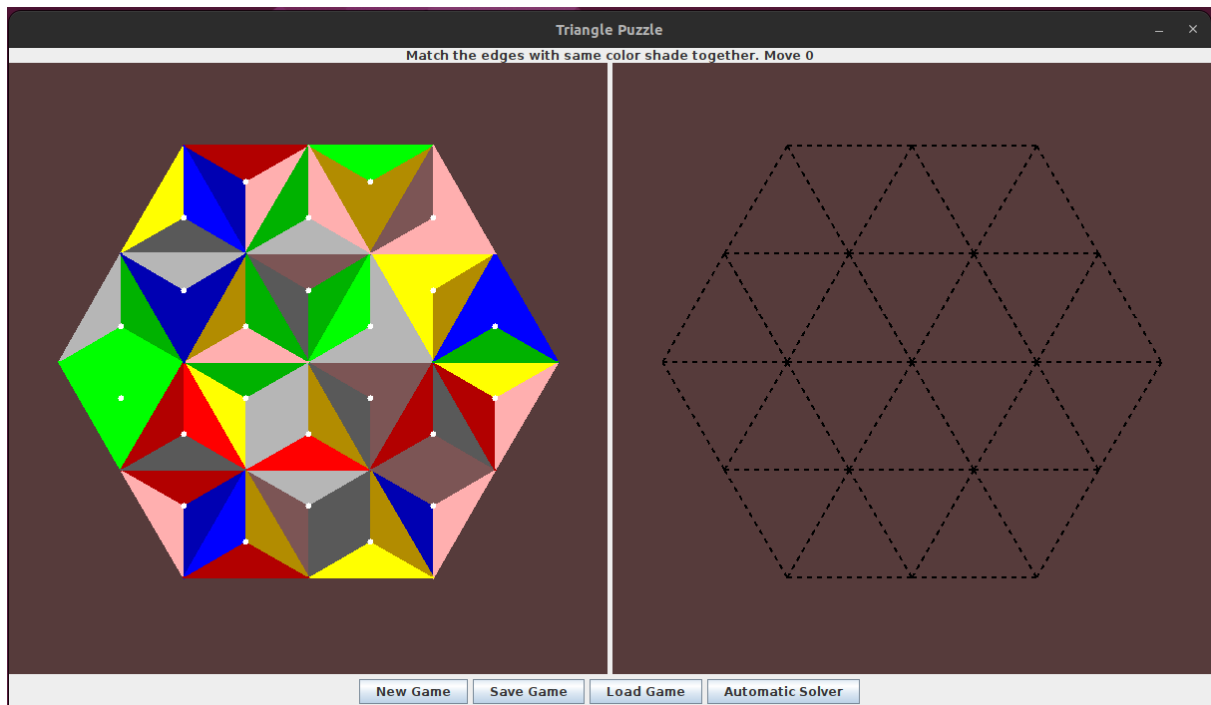 Triangle Puzzle
Match the edges with same color shade together. Move 0
New Game
Save Game
Load Game
Automatic Solver